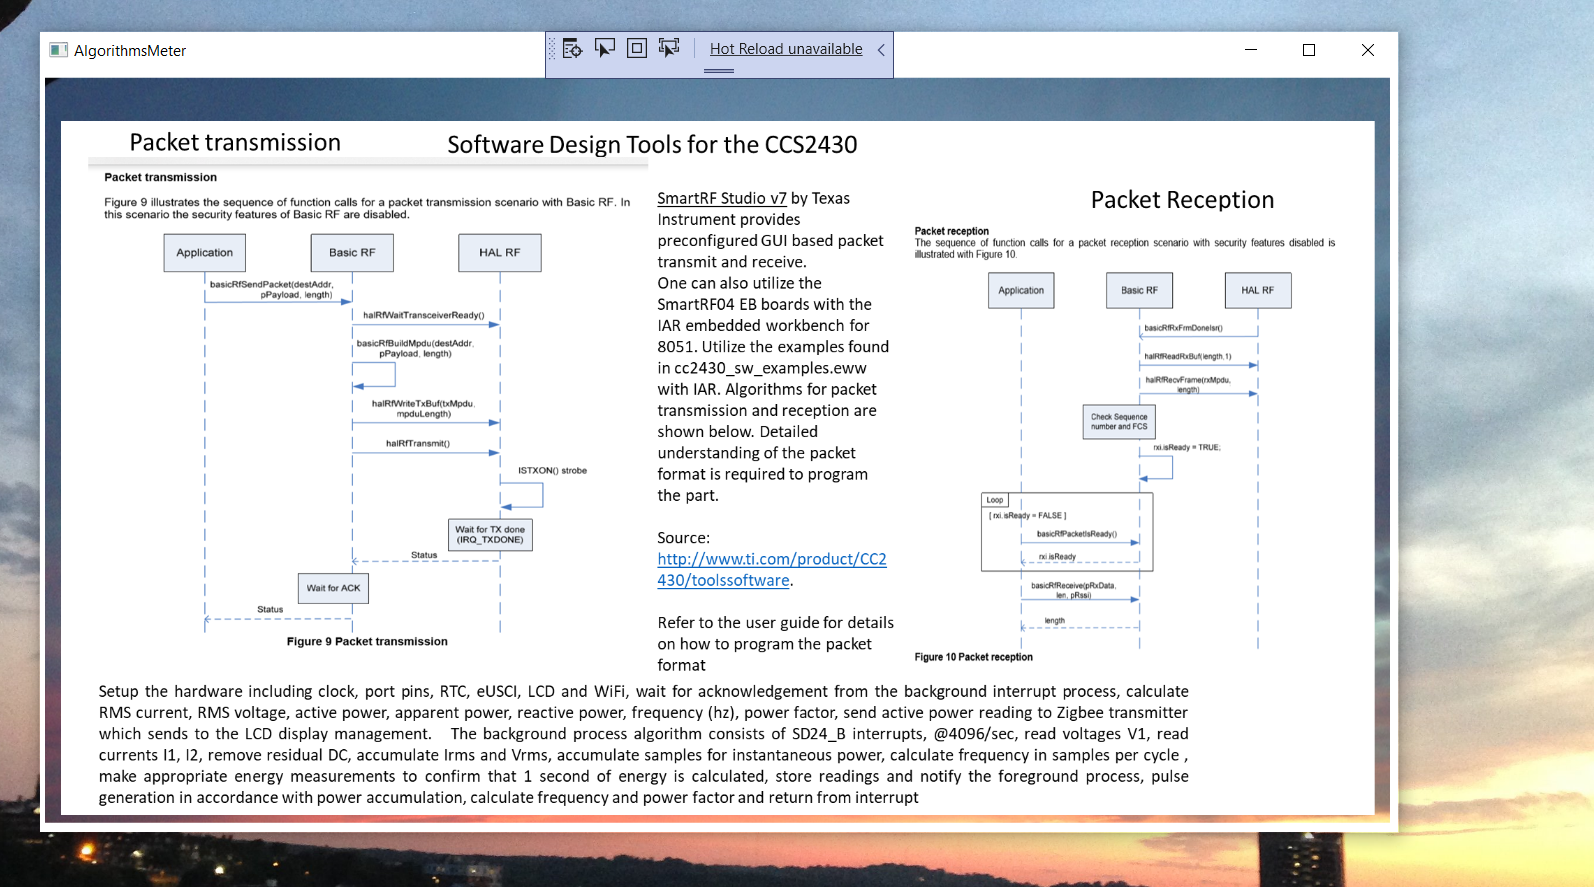 AlgorithmsMeter
Hot Reload unavailable
Packet transmission
Software Design Tools for the CCS2430
Packet transmission
Figure 9 illustrates the sequence of function calls for a packet transmission scenario with Basic RF. In
this scenario the security features of Basic RF are disabled.
Application
Basic RF
HAL RF
basicRfSendPacket(destAddr,
pPayload, length)
halRfWaitTransceiverReady()
basicRfBuildMpdu(destAddr,
pPayload, length)
halRfWriteTxBuf(txMpdu,
mpduLength)
halRfTransmit()
ISTXON() strobe
Wait for TX done
(IRQ_TXDONE)
Status
Wait for ACK
Status
Figure 9 Packet transmission
SmartRF Studio v7 by Texas
Instrument provides
preconfigured GUI based packet
transmit and receive.
One can also utilize the
SmartRF04 EB boards with the
IAR embedded workbench for
8051. Utilize the examples found
in cc2430_sw_examples.eww
with IAR. Algorithms for packet
transmission and reception are
shown below. Detailed
understanding of the packet
format is required to program
the part.
Source:
http://www.ti.com/product/CC2
430/toolssoftware.
Refer to the user guide for details
on how to program the packet
format
Packet Reception
Packet reception
The sequence of function calls for a packet reception scenario with security features disabled is
illustrated with Figure 10.
Application
Basic RF
HAL RF
basicRfRxFrmDoneIsr()
halRfReadRxBuf(length,1)
halRfRecvFrame(rxMpdu,
length)
Check Sequence
number and FCS
rxi.isReady = TRUE;
Loop
[ rxi.isReady = FALSE ]
basicRfPacketIsReady()
rxi.isReady
basicRfReceive(pRxData,
len, pRssi)
length
Figure 10 Packet reception
Setup the hardware including clock, port pins, RTC, eUSCI, LCD and WiFi, wait for acknowledgement from the background interrupt process, calculate
RMS current, RMS voltage, active power, apparent power, reactive power, frequency (hz), power factor, send active power reading to Zigbee transmitter
which sends to the LCD display management. The background process algorithm consists of SD24_B interrupts, @4096/sec, read voltages V1, read
currents I1, I2, remove residual DC, accumulate Irms and Vrms, accumulate samples for instantaneous power, calculate frequency in samples per cycle ,
make appropriate energy measurements to confirm that 1 second of energy is calculated, store readings and notify the foreground process, pulse
generation in accordance with power accumulation, calculate frequency and power factor and return from interrupt